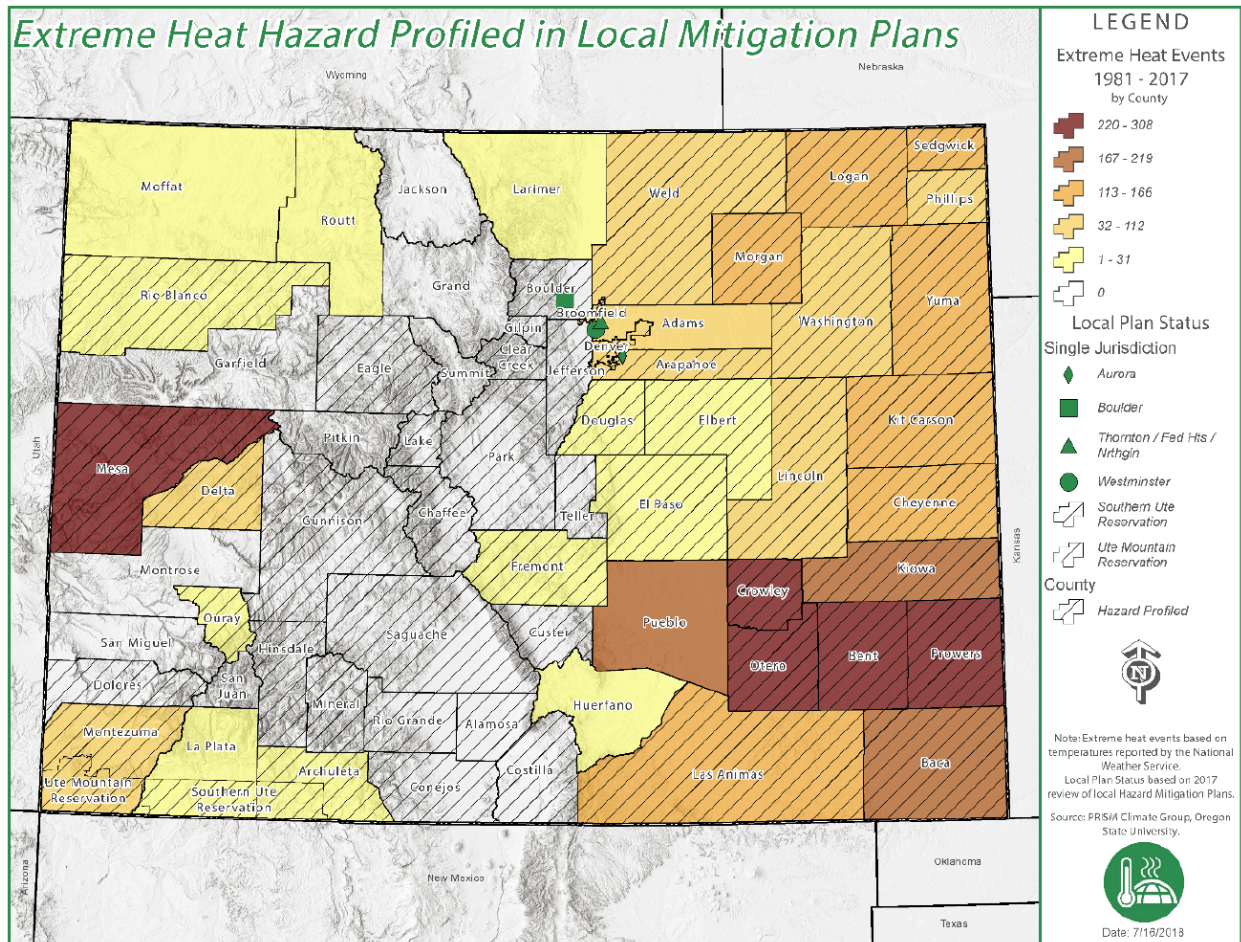 Extreme Heat Hazard Profiled in Local Mitigation Plans
Wyoming
Nebraska
Sedgwick
Logan
Moffat
Jackson
Larimer
Weld
Phillips
Routt
Morgan
Grand
Boulder
Rio Blanco
Yuma
Broomfield
Adams
Washington
Gilpin
Denver
Clear
Creek
Garfield
Eagle
Summit
Jefferson
Arapahoe
Douglas
Elbert
Kit Carson
Utah
Pitkin
Lake
Park
Mesa
Lincoln
Delta
Cheyenne
El Paso
Chaffee
Teller
Gunnison
Kansas
Montrose
Fremont
Kiowa
Crowley
Ouray
Pueblo
Custer
Saguache
San Miguel
Hinsdale
Bent
Prowers
Otero
Dolores
San
Juan
Mineral
Huerfano
Rio Grande
Alamosa
Montezuma
La Plata
Baca
Archuleta
Costilla
Las Animas
Ute Mountain
Reservation
Southern Ute
Reservation
Conejos
Arizona
New Mexico
Oklahoma
Texas
LEGEND
Extreme Heat Events
1981 - 2017
by County
220 - 308
167 - 219
113 - 166
32 - 112
1 - 31
0
Local Plan Status
Single Jurisdiction
Aurora
Boulder
Thornton / Fed Hts /
Nrthgln
Westminster
Southern Ute
Reservation
Ute Mountain
Reservation
County
Hazard Profiled
N
Note: Extreme heat events based on
temperatures reported by the National
Weather Service.
Local Plan Status based on 2017
review of local Hazard Mitigation Plans.
Source: PRISM Climate Group, Oregon
State University.
Date: 7/16/2018